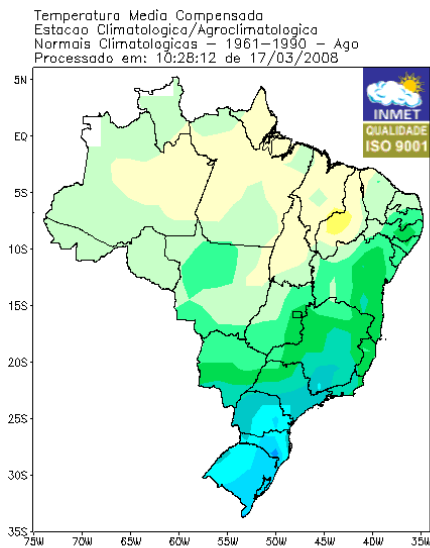 Temperatura Media Compensada
Estacao Climatologica/Agroclimatologica
Normais Climatologicas - 1961-1990 - Ago
Processado em: 10:28:12 de 17/03/2008
INMET
QUALIDADE
ISO 9001
5N
EQ
5S
10S
15S
20S
25S
30S
35S
75W 70W 65W 60W 55W 50W 45W 40W 35W